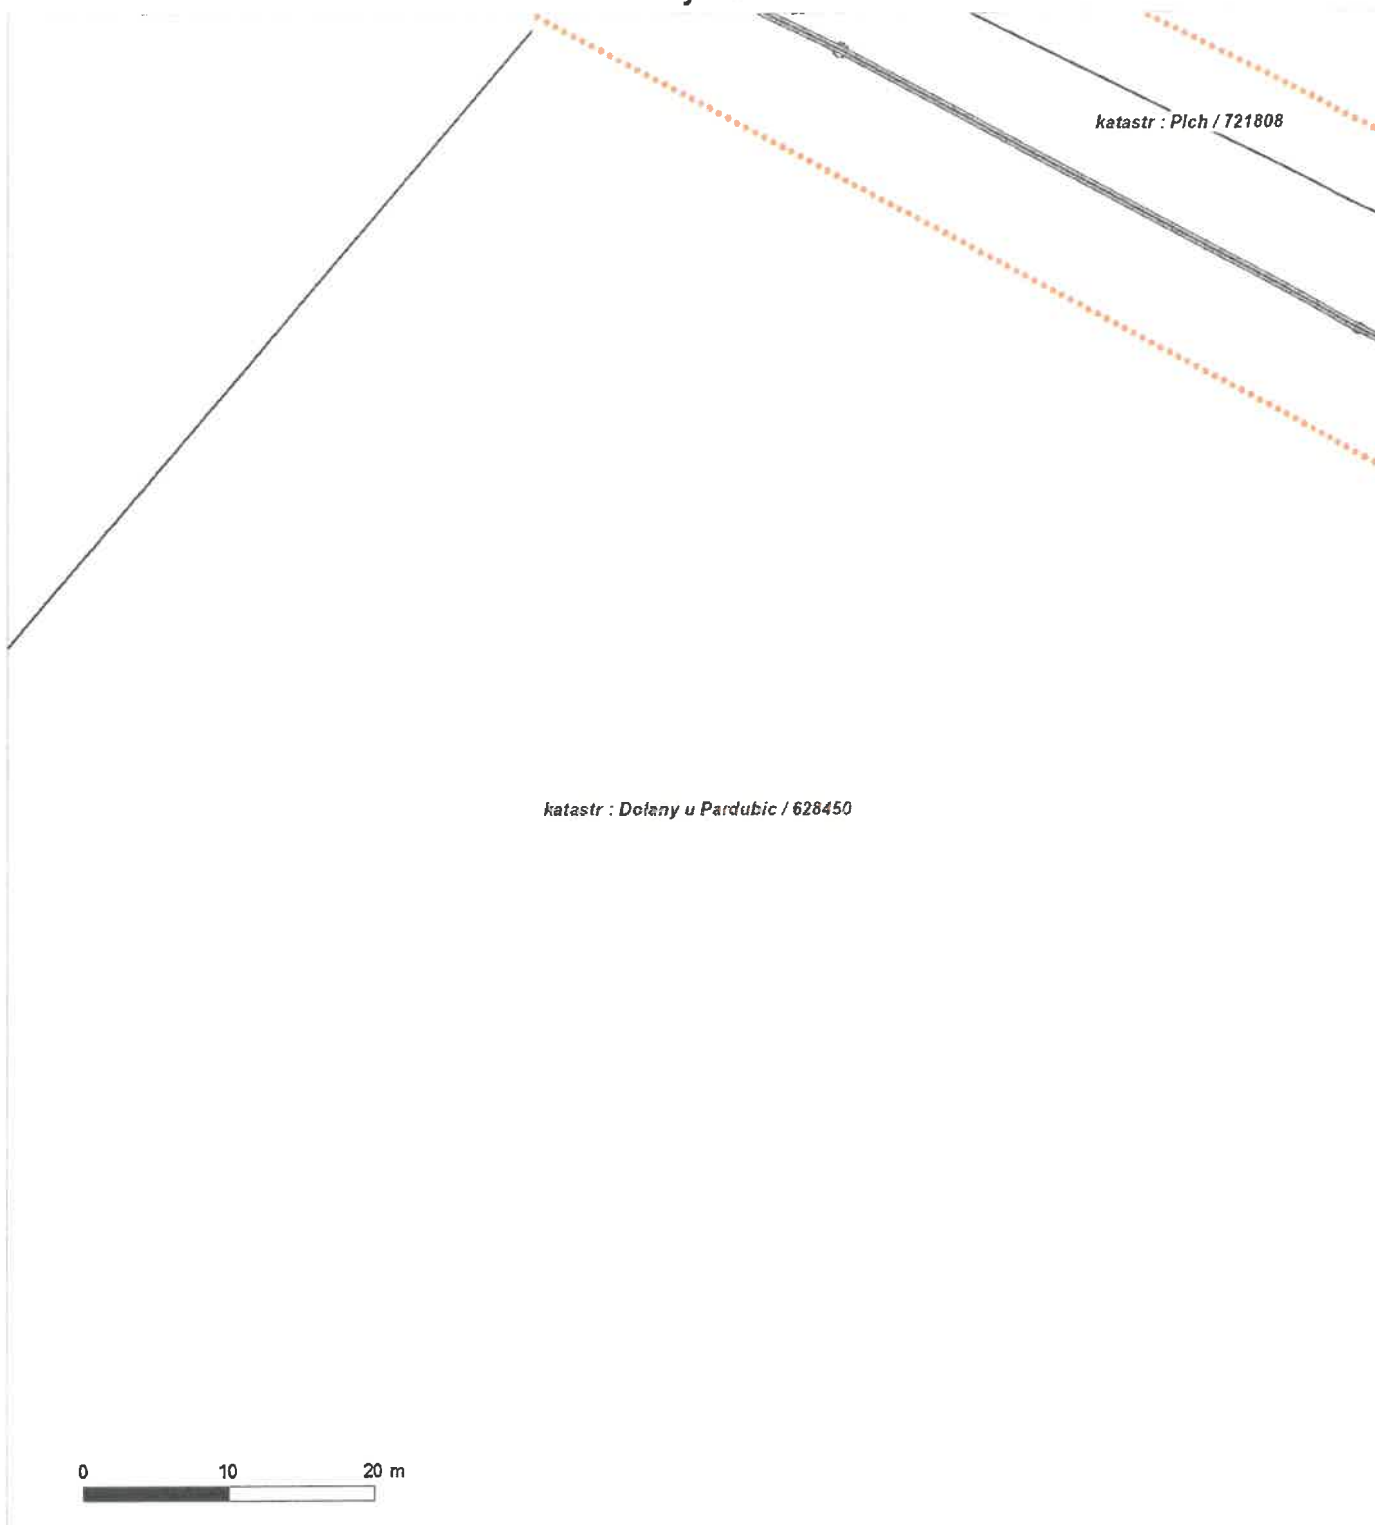 katastr : Plch / 721808
katastr : Dolany u Pardubic / 628450
0 10 20 m